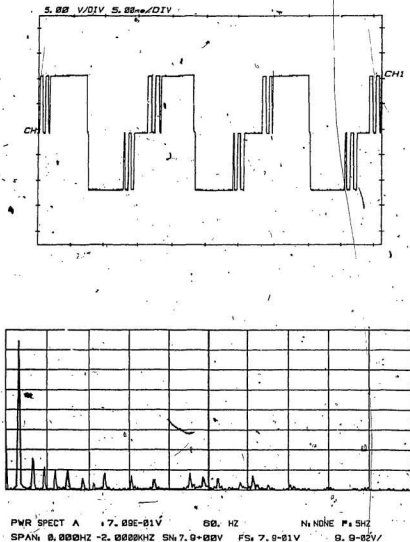 5.00 V/DIV 5.00ms/DIV
CH1
CH1
PWR SPECT A : 7.09E-01V 60. HZ N: NONE P: 5HZ
SPAN: 0.000HZ -2.0000KHZ SN: 7.9+00V FS: 7.9-01V 9.9-02V/